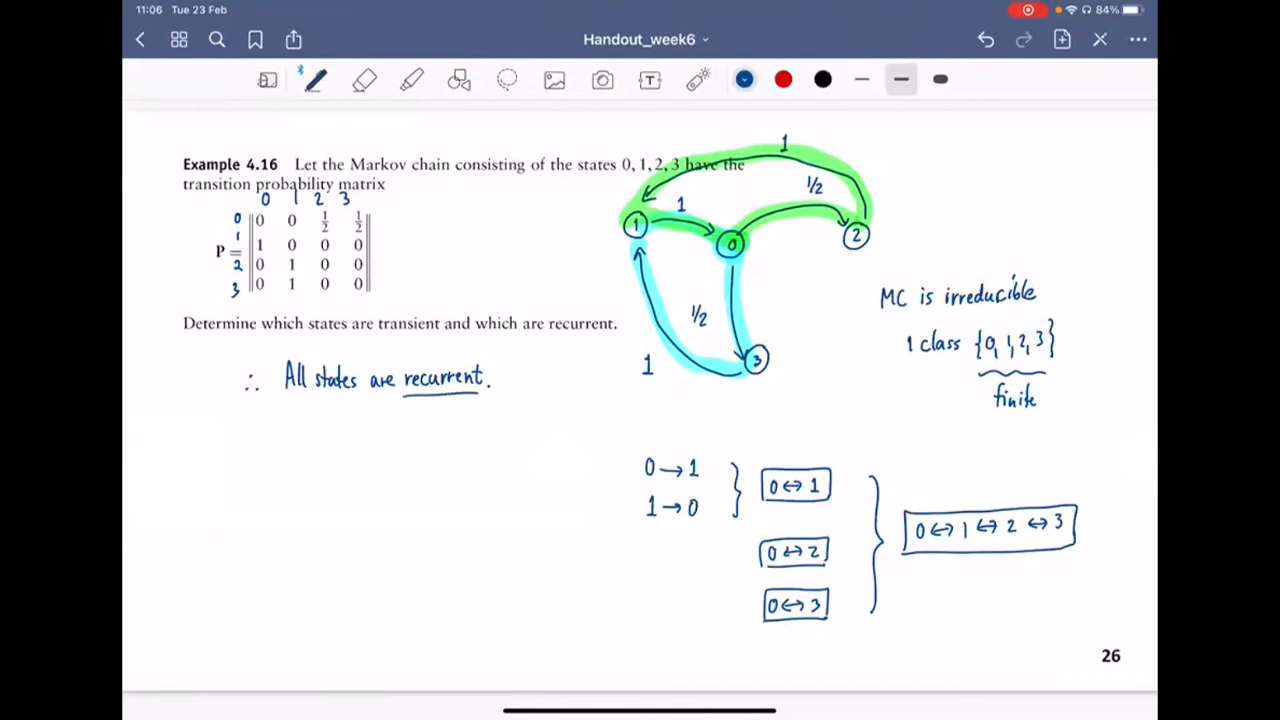 11:06 Tue 23 Feb
84%
Handout_week6
T
Example 4.16 Let the Markov chain consisting of the states 0, 1, 2, 3 have the
transition probability matrix
0 1 2 3
0 0 0 1/2 1/2
1 1 0 0 0
P =
2 0 1 0 0
3 0 1 0 0
Determine which states are transient and which are recurrent.
∴ All states are recurrent.
1
1/2
1
1
0
2
1/2
1
3
MC is irreducible
1 class {0, 1, 2, 3}
finite
0 → 1
1 → 0
0 ↔ 1
0 ↔ 2
0 ↔ 3
0 ↔ 1 ↔ 2 ↔ 3
26